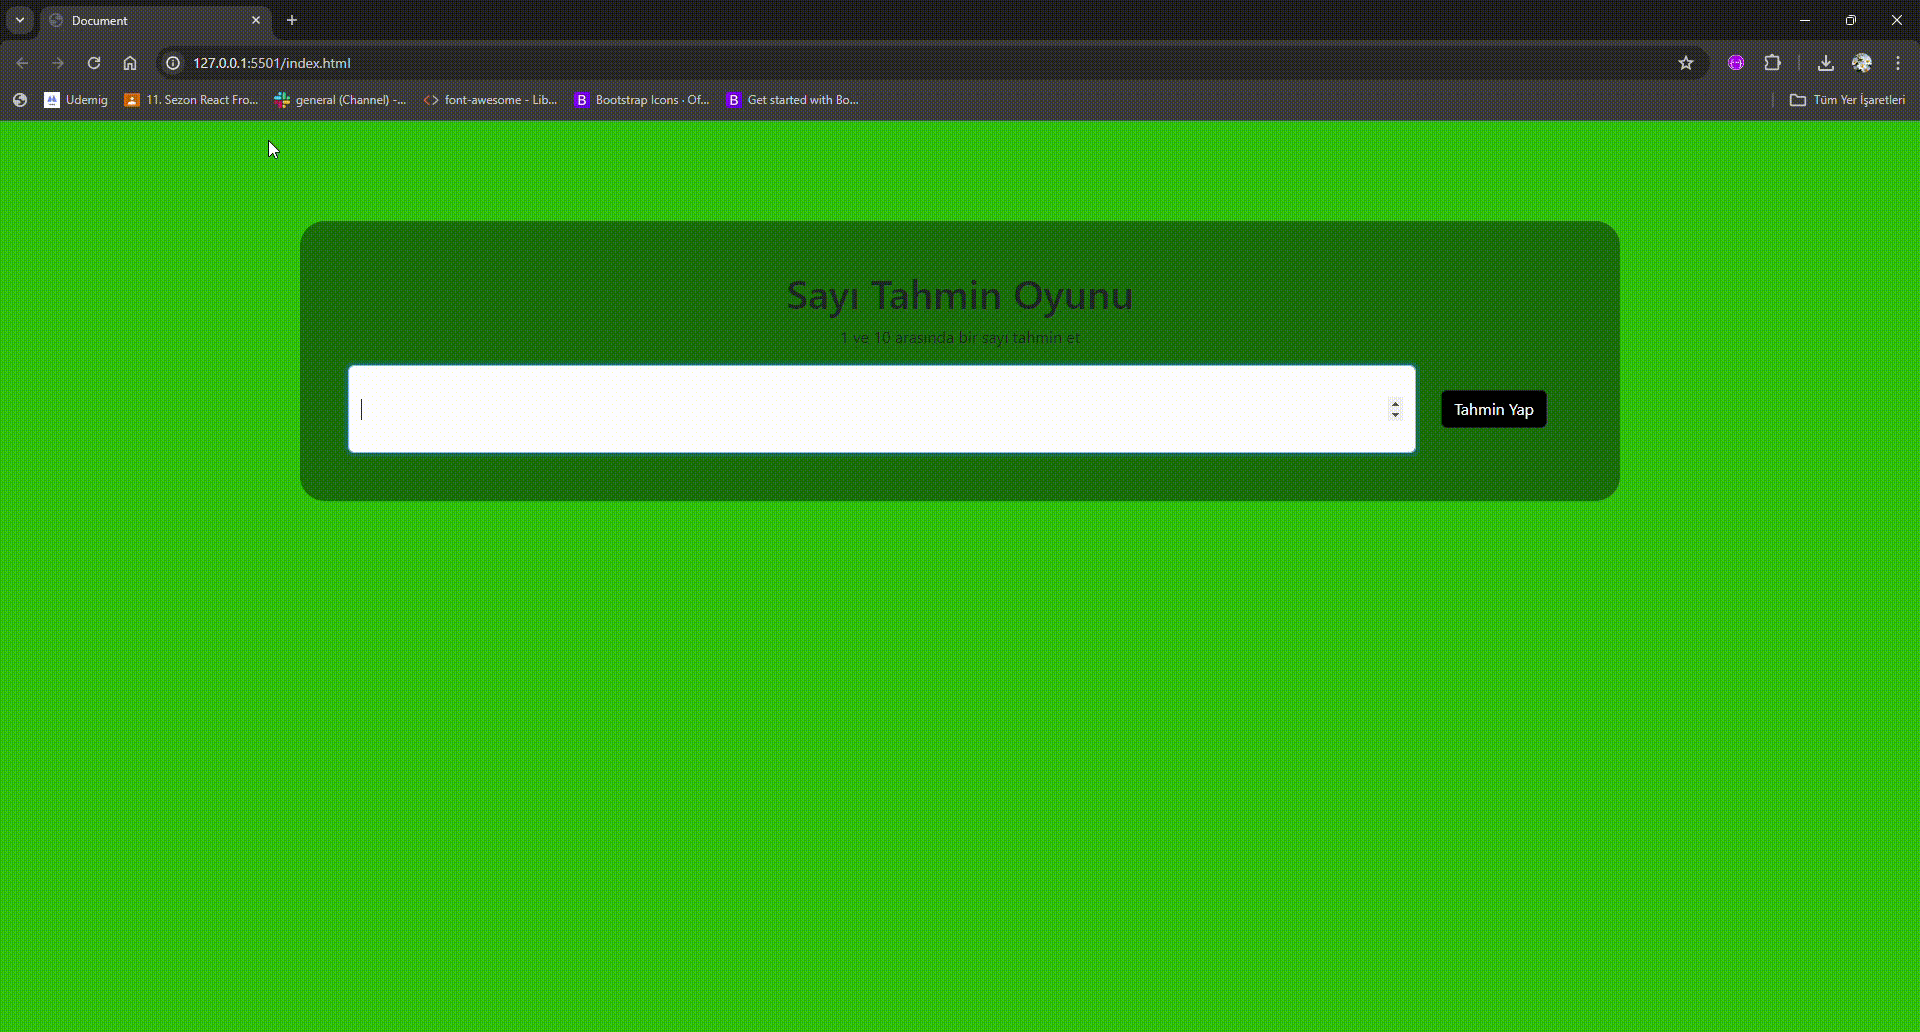 Document
127.0.0.1:5501/index.html
Udemig
11. Sezon React Fro...
general (Channel) -...
font-awesome - Lib...
Bootstrap Icons · Of...
Get started with Bo...
Tüm Yer İşaretleri
Sayı Tahmin Oyunu
1 ve 10 arasında bir sayı tahmin et
Tahmin Yap